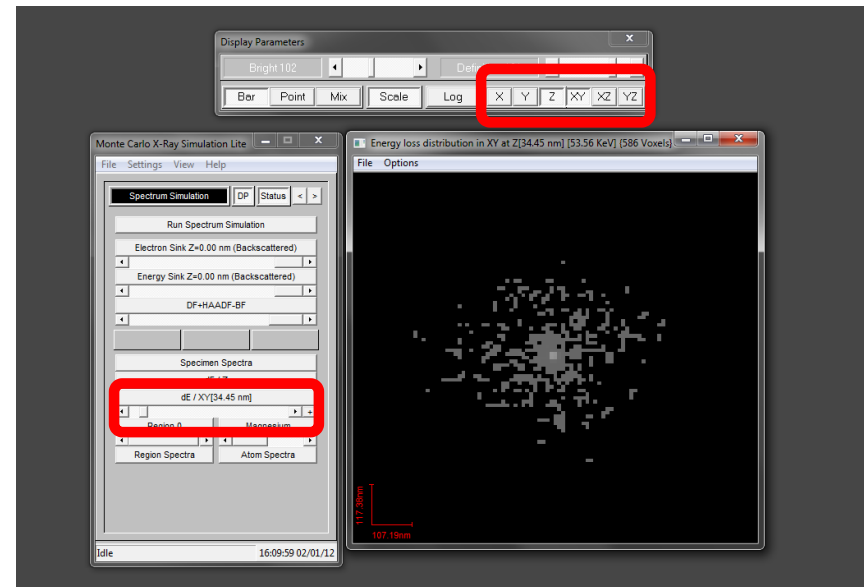 Display Parameters
x
Bright 102
Bar Point Mix Scale Log X Y Z XY XZ YZ
Monte Carlo X-Ray Simulation Lite
File Settings View Help
Spectrum Simulation DP Status < >
Run Spectrum Simulation
Electron Sink Z=0.00 nm (Backscattered)
Energy Sink Z=0.00 nm (Backscattered)
DF+HAADF-BF
Specimen Spectra
dE / XY[34.45 nm]
+
Region 0 Magnesium
Region Spectra Atom Spectra
Idle 16:09:59 02/01/12
Energy loss distribution in XY at Z[34.45 nm] [53.56 KeV] {586 Voxels}
File Options
117.39nm
107.19nm